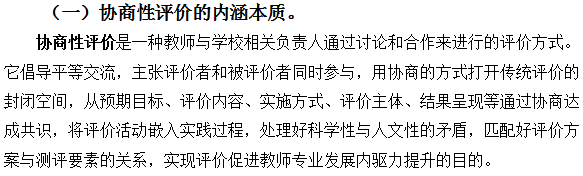 （一）协商性评价的内涵本质。
协商性评价是一种教师与学校相关负责人通过讨论和合作来进行的评价方式。
它倡导平等交流，主张评价者和被评价者同时参与，用协商的方式打开传统评价的
封闭空间，从预期目标、评价内容、实施方式、评价主体、结果呈现等通过协商达
成共识，将评价活动嵌入实践过程，处理好科学性与人文性的矛盾，匹配好评价方
案与测评要素的关系，实现评价促进教师专业发展内驱力提升的目的。